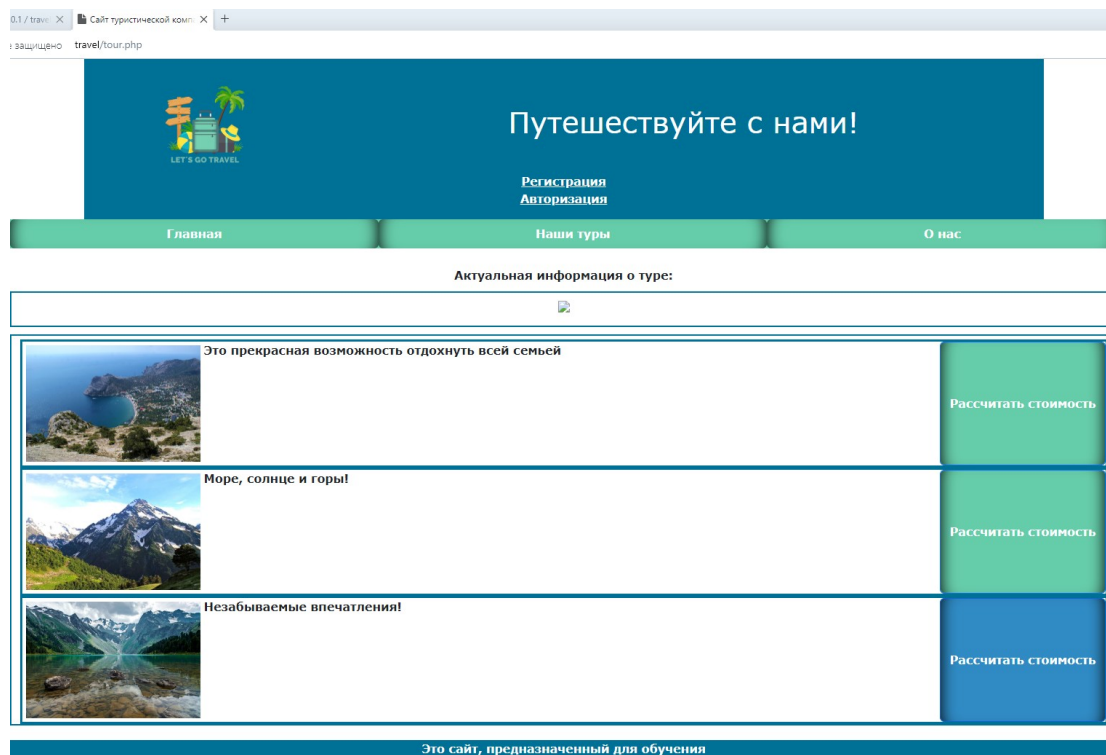 0.1 / trav
Сайт туристической комп
защищено travel/tour.php
LET'S GO TRAVEL
Путешествуйте с нами!
Регистрация
Авторизация
Главная Наши туры О нас
Актуальная информация о туре:
Это прекрасная возможность отдохнуть всей семьей
Рассчитать стоимость
Море, солнце и горы!
Рассчитать стоимость
Незабываемые впечатления!
Рассчитать стоимость
Это сайт, предназначенный для обучения